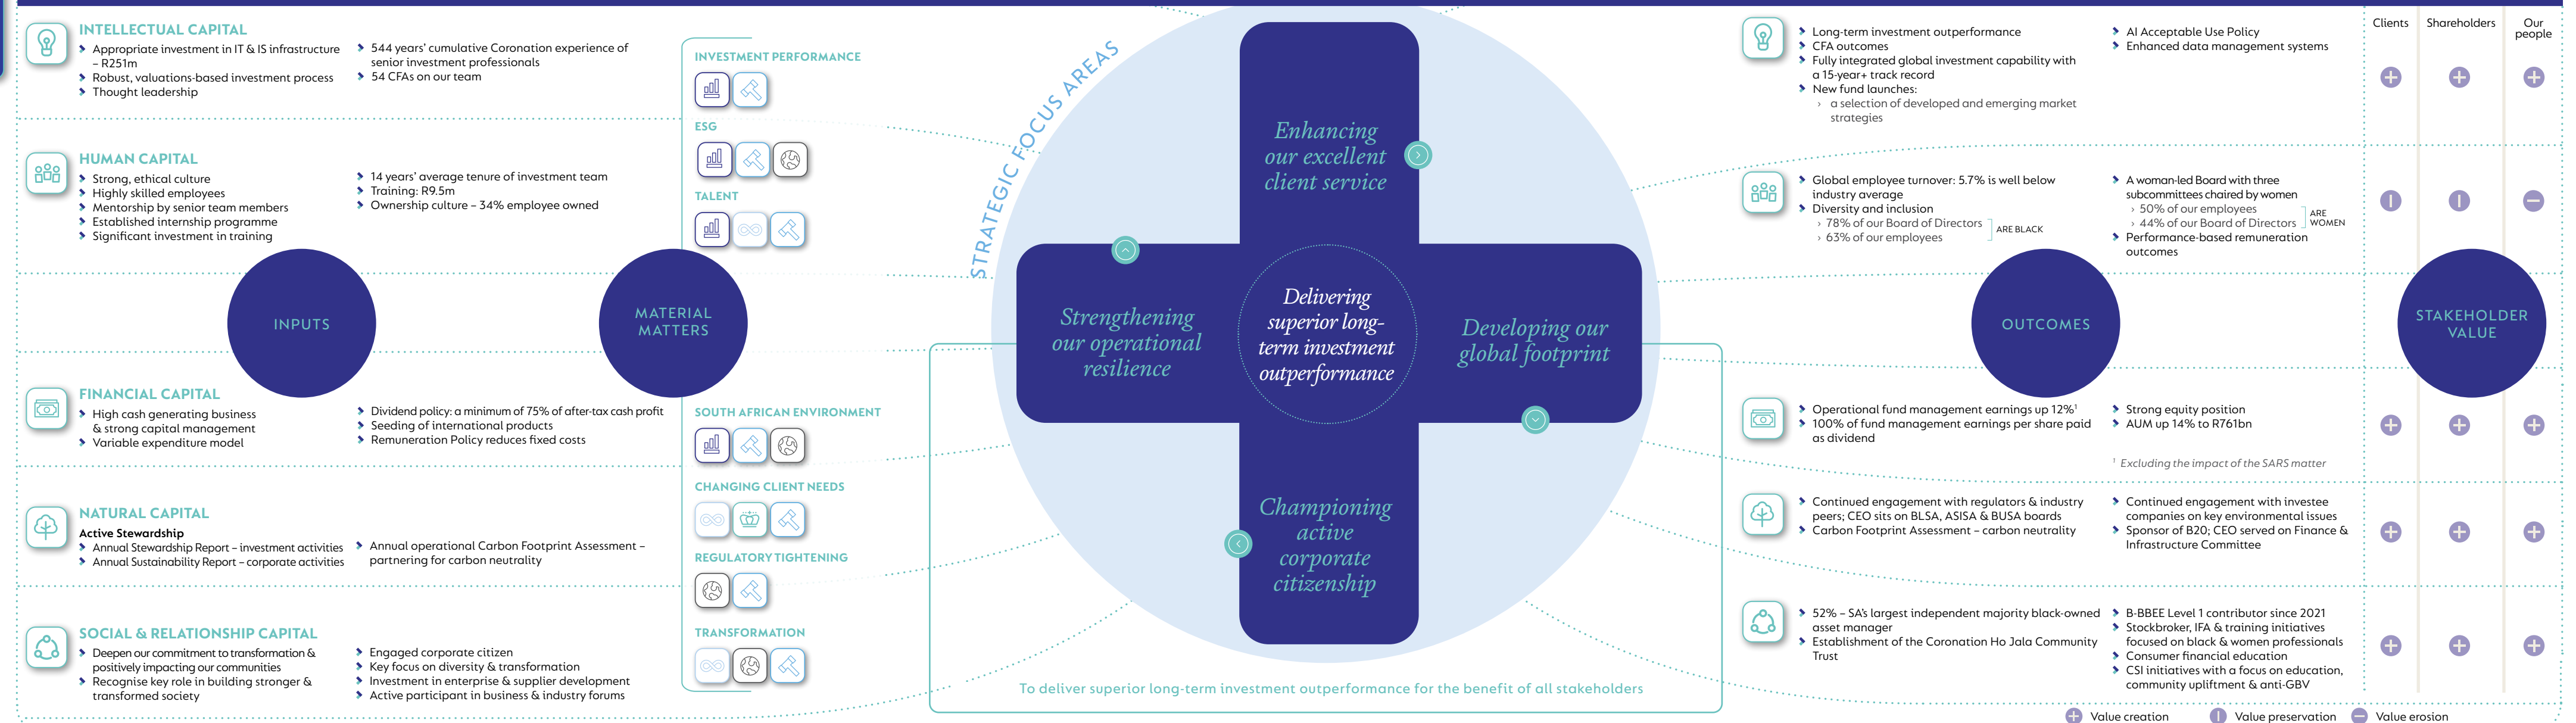 INTELLECTUAL CAPITAL
Appropriate investment in IT & IS infrastructure
– R251m
Robust, valuations-based investment process
Thought leadership
544 years’ cumulative Coronation experience of
senior investment professionals
54 CFAs on our team
HUMAN CAPITAL
Strong, ethical culture
Highly skilled employees
Mentorship by senior team members
Established internship programme
Significant investment in training
14 years’ average tenure of investment team
Training: R9.5m
Ownership culture – 34% employee owned
INPUTS
FINANCIAL CAPITAL
High cash generating business
& strong capital management
Variable expenditure model
Dividend policy: a minimum of 75% of after-tax cash profit
Seeding of international products
Remuneration Policy reduces fixed costs
NATURAL CAPITAL
Active Stewardship
Annual Stewardship Report – investment activities
Annual Sustainability Report – corporate activities
Annual operational Carbon Footprint Assessment –
partnering for carbon neutrality
SOCIAL & RELATIONSHIP CAPITAL
Deepen our commitment to transformation &
positively impacting our communities
Recognise key role in building stronger &
transformed society
Engaged corporate citizen
Key focus on diversity & transformation
Investment in enterprise & supplier development
Active participant in business & industry forums
MATERIAL
MATTERS
INVESTMENT PERFORMANCE
ESG
TALENT
SOUTH AFRICAN ENVIRONMENT
CHANGING CLIENT NEEDS
REGULATORY TIGHTENING
TRANSFORMATION
STRATEGIC FOCUS AREAS
Enhancing
our excellent
client service
Strengthening
our operational
resilience
Delivering
superior long-
term investment
outperformance
Developing our
global footprint
Championing
active
corporate
citizenship
To deliver superior long-term investment outperformance for the benefit of all stakeholders
Long-term investment outperformance
CFA outcomes
Fully integrated global investment capability with
a 15-year+ track record
New fund launches:
› a selection of developed and emerging market
strategies
AI Acceptable Use Policy
Enhanced data management systems
Global employee turnover: 5.7% is well below
industry average
Diversity and inclusion
› 78% of our Board of Directors
› 63% of our employees
ARE BLACK
A woman-led Board with three
subcommittees chaired by women
› 50% of our employees
› 44% of our Board of Directors
ARE
WOMEN
Performance-based remuneration
outcomes
OUTCOMES
Operational fund management earnings up 12%¹
100% of fund management earnings per share paid
as dividend
Strong equity position
AUM up 14% to R761bn
¹ Excluding the impact of the SARS matter
Continued engagement with regulators & industry
peers; CEO sits on BLSA, ASISA & BUSA boards
Carbon Footprint Assessment – carbon neutrality
Continued engagement with investee
companies on key environmental issues
Sponsor of B20; CEO served on Finance &
Infrastructure Committee
52% – SA’s largest independent majority black-owned
asset manager
Establishment of the Coronation Ho Jala Community
Trust
B-BBEE Level 1 contributor since 2021
Stockbroker, IFA & training initiatives
focused on black & women professionals
Consumer financial education
CSI initiatives with a focus on education,
community upliftment & anti-GBV
Clients
Shareholders
Our
people
STAKEHOLDER
VALUE
Value creation
Value preservation
Value erosion